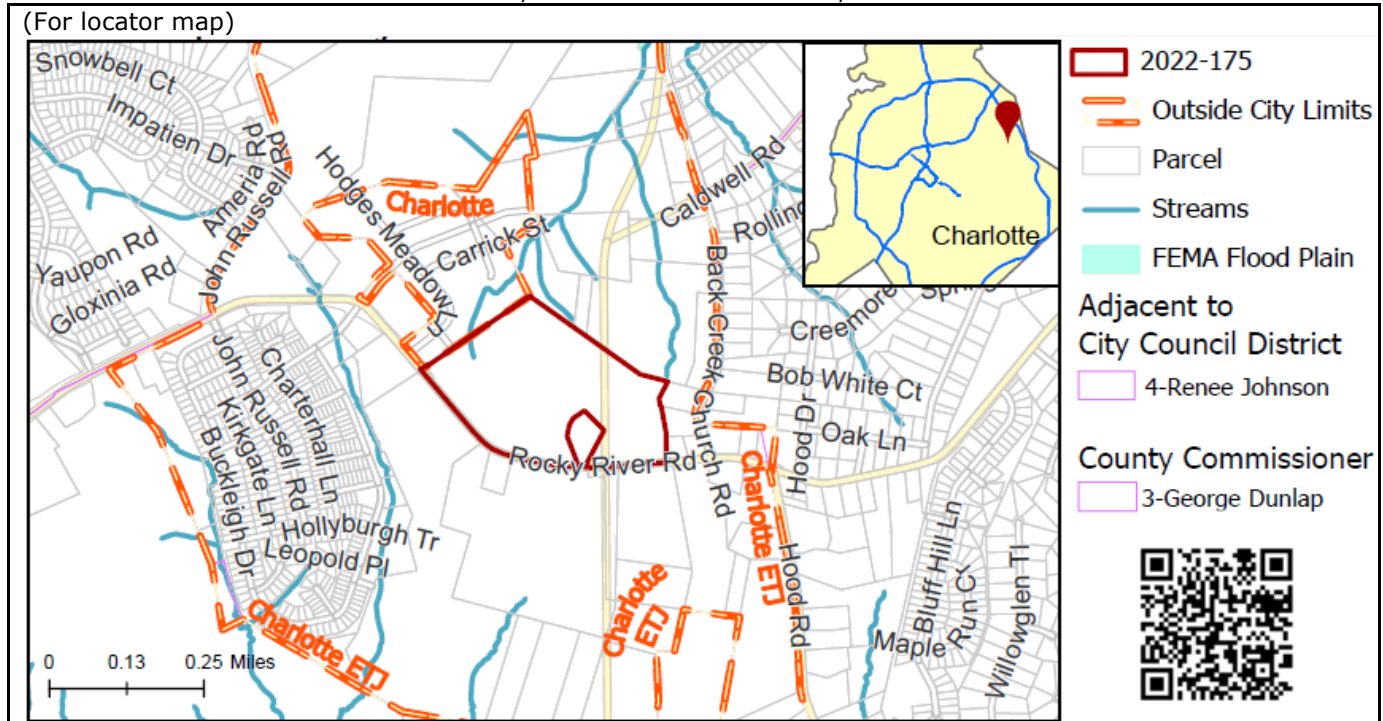 (For locator map)
Snowbell Ct
Impatien Dr
Ameria Rd
John Russell Rd
Yaupon Rd
Gloxinia Rd
Hodges Meadow Ln
Charlotte
Carrick St
Caldwell Rd
Back Creek Church Rd
Creemore
Bob White Ct
Hood Dr
Oak Ln
Rocky River Rd
John Russell Rd
Charterhall Ln
Kirkgate Ln
Buckleigh Dr
Hollyburgh Tr
Leopold Pl
Charlotte ETJ
Charlotte ETJ
Charlotte ETJ
Hood Rd
Bluff Hill Ln
Maple Run Ct
Willowglen Tl
0 0.13 0.25 Miles
Charlotte
2022-175
Outside City Limits
Parcel
Streams
FEMA Flood Plain
Adjacent to
City Council District
4-Renee Johnson
County Commissioner
3-George Dunlap